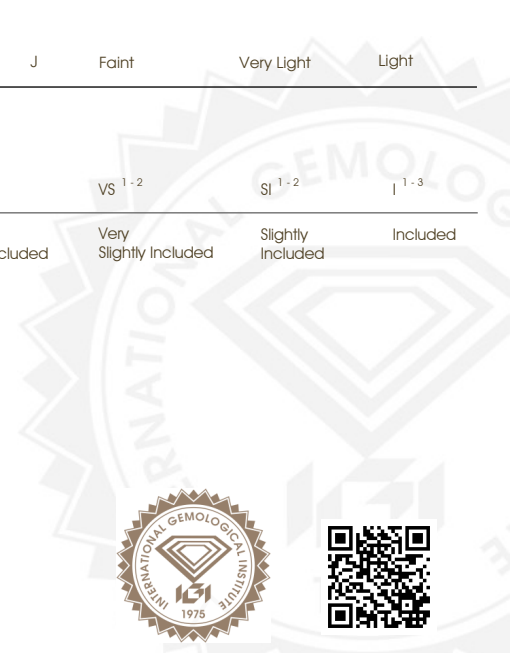 J Faint Very Light Light
VS 1 - 2 SI 1 - 2 I 1 - 3
Very Slightly Included
Slightly Included Included
INTERNATIONAL GEMOLOGICAL INSTITUTE
IGI
1975